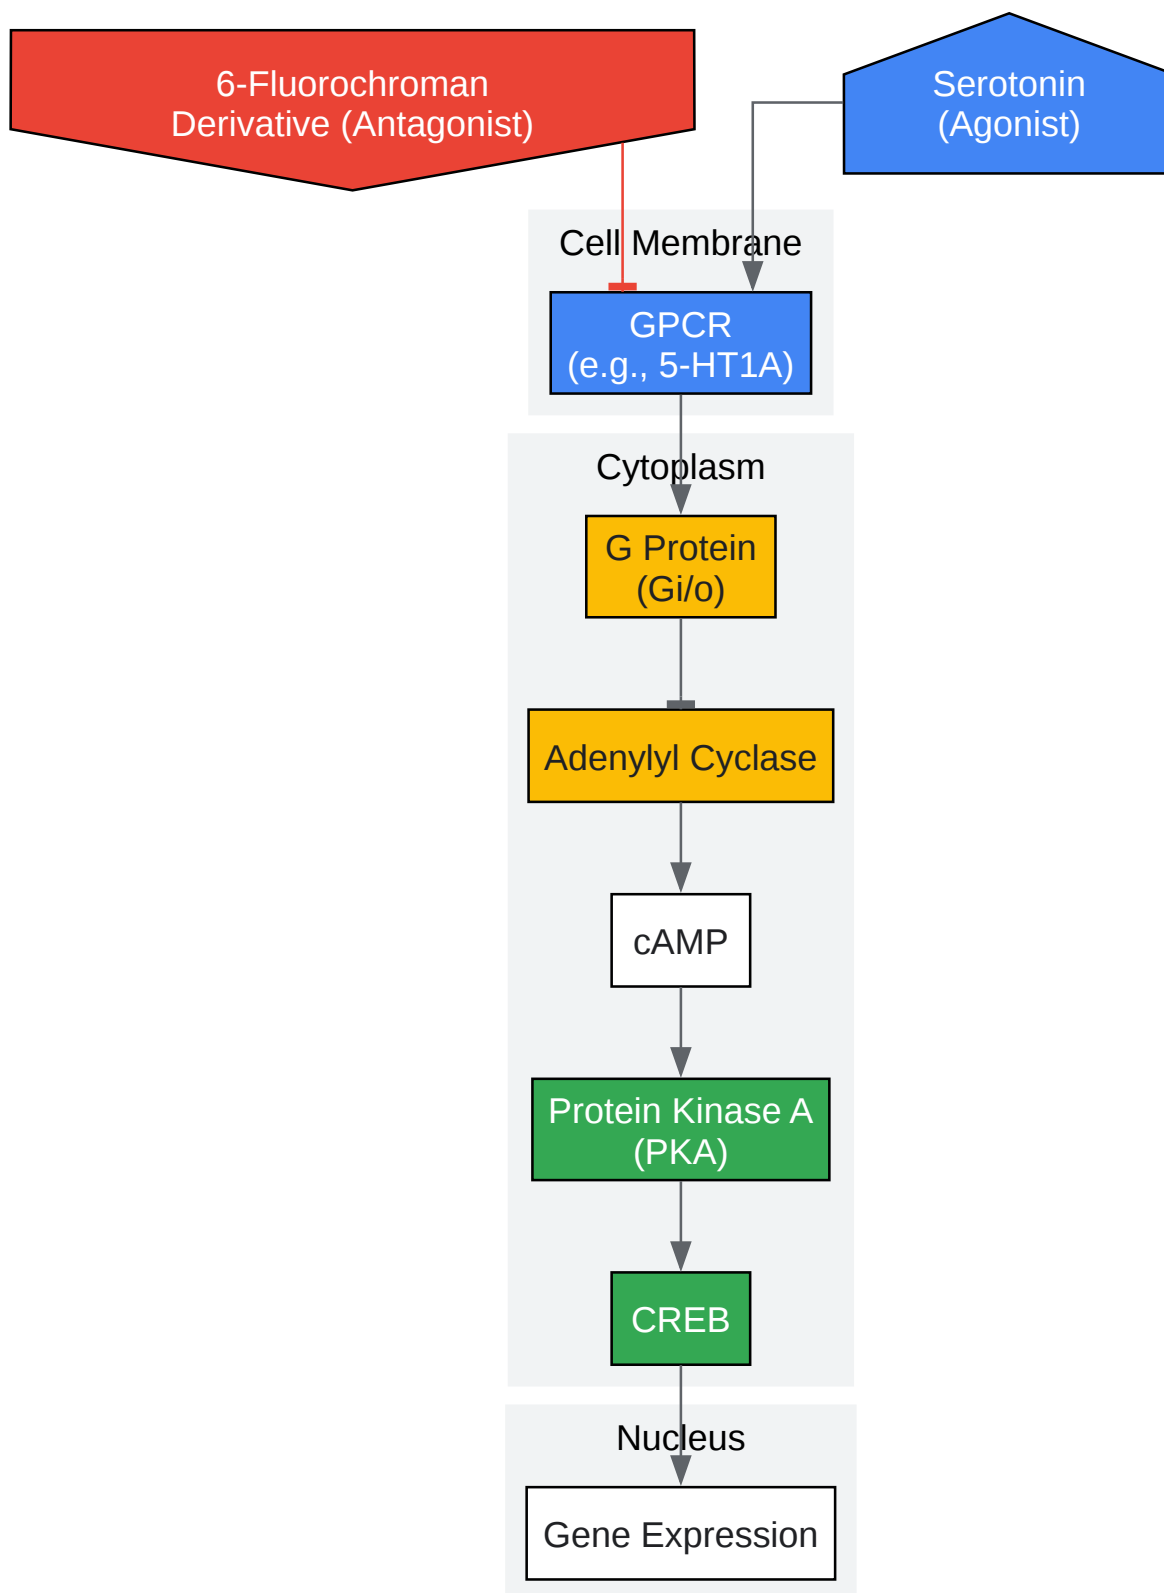 6-Fluorochroman
Derivative (Antagonist)
Serotonin
(Agonist)
Cell Membrane
GPCR
(e.g., 5-HT1A)
Cytoplasm
G Protein
(Gi/o)
Adenylyl Cyclase
cAMP
Protein Kinase A
(PKA)
CREB
Nucleus
Gene Expression